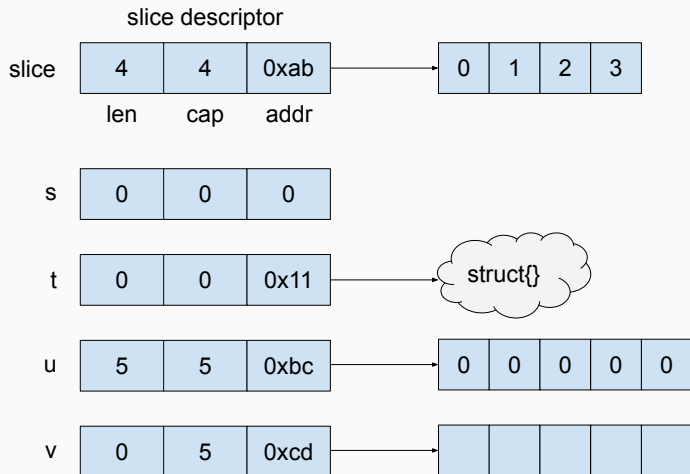 slice descriptor
slice 4 4 0xab 0 1 2 3
len cap addr
s 0 0 0
t 0 0 0x11 struct{}
u 5 5 0xbc 0 0 0 0 0
v 0 5 0xcd